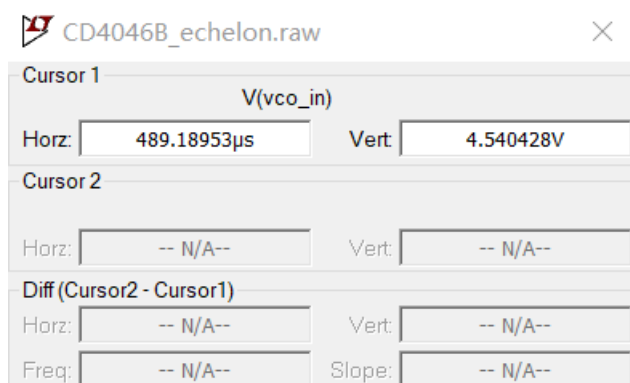 CD4046B_echelon.raw
Cursor 1
V(vco_in)
Horz: 489.18953µs Vert: 4.540428V
Cursor 2
Horz: -- N/A-- Vert: -- N/A--
Diff (Cursor2 - Cursor1)
Horz: -- N/A-- Vert: -- N/A--
Freq: -- N/A-- Slope: -- N/A--